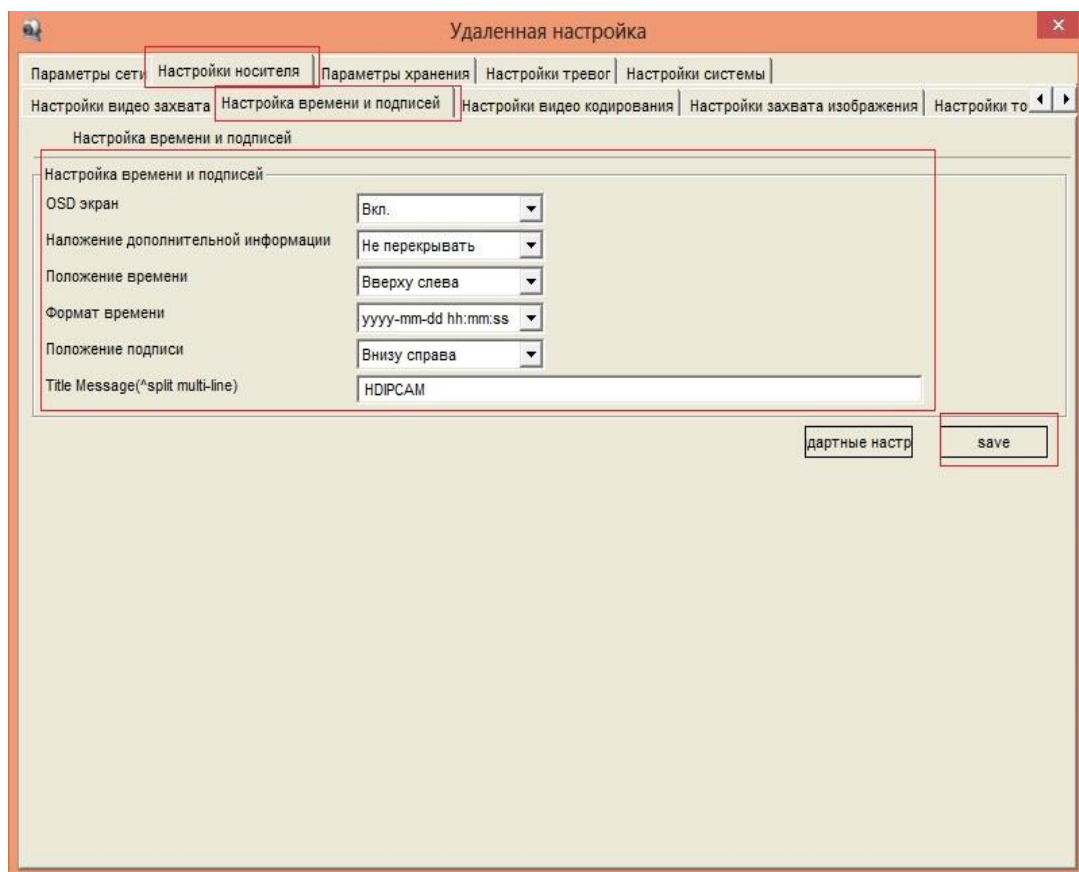 Удаленная настройка
Параметры сети Настройки носителя Параметры хранения Настройки тревог Настройки системы
Настройки видео захвата Настройка времени и подписей Настройки видео кодирования Настройки захвата изображения Настройки то
Настройка времени и подписей
Настройка времени и подписей
OSD экран Вкл.
Наложение дополнительной информации Не перекрывать
Положение времени Вверху слева
Формат времени yyyy-mm-dd hh:mm:ss
Положение подписи Внизу справа
Title Message(^split multi-line) HDIPCAM
дартные настр save